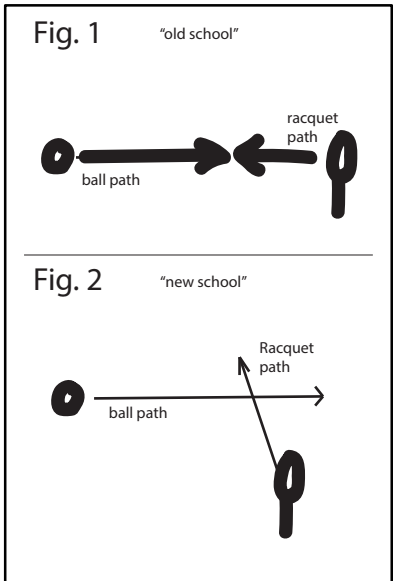 Fig. 1
“old school”
racquet
path
ball path
Fig. 2
“new school”
Racquet
path
ball path